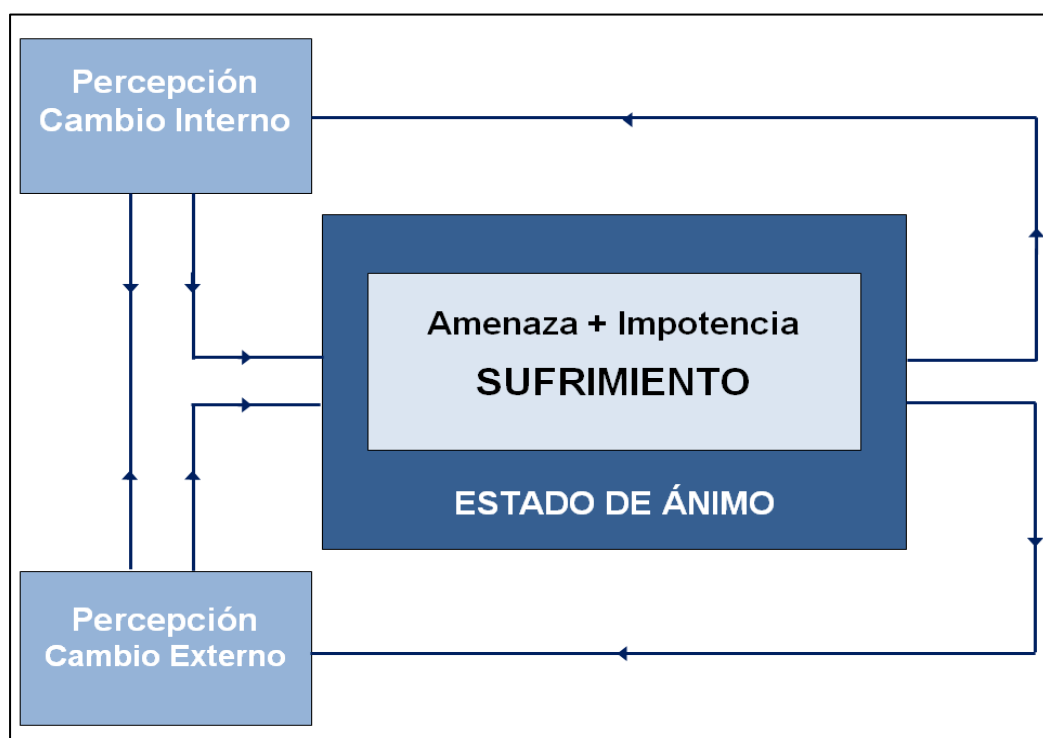 Percepción
Cambio Interno
Amenaza + Impotencia
SUFRIMIENTO
ESTADO DE ÁNIMO
Percepción
Cambio Externo